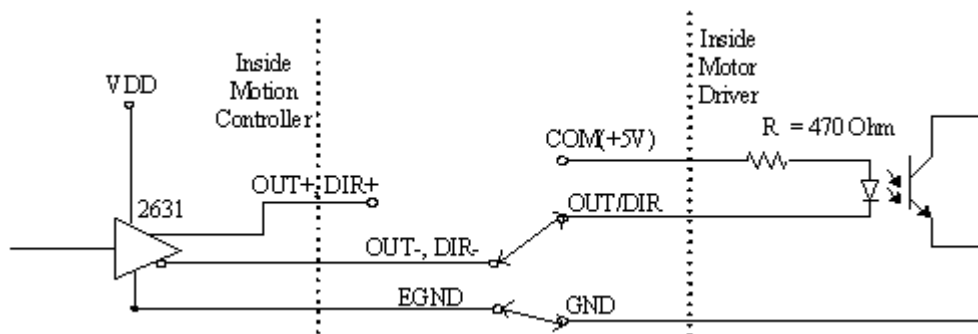 Inside
Motion
Controller
Inside
Motor
Driver
VDD
R = 470 Ohm
COM(+5V)
OUT+, DIR+
2631
OUT/DIR
OUT-, DIR-
EGND
GND